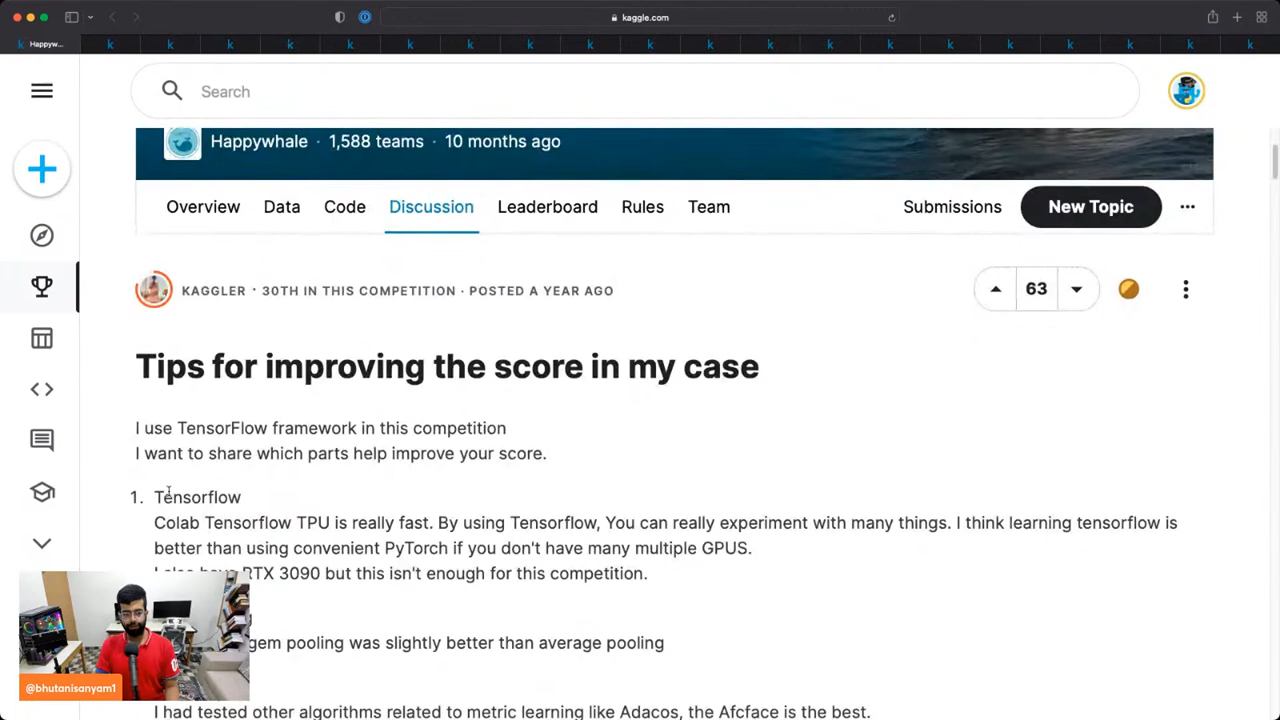 kaggle.com
Happyw...
Search
Happywhale · 1,588 teams · 10 months ago
Overview Data Code Discussion Leaderboard Rules Team Submissions New Topic
KAGGLER · 30TH IN THIS COMPETITION · POSTED A YEAR AGO
63
Tips for improving the score in my case
I use TensorFlow framework in this competition
I want to share which parts help improve your score.
1. Tensorflow
Colab Tensorflow TPU is really fast. By using Tensorflow, You can really experiment with many things. I think learning tensorflow is
better than using convenient PyTorch if you don't have many multiple GPUS.
I also have RTX 3090 but this isn't enough for this competition.
gem pooling was slightly better than average pooling
@bhutanisanyam1
I had tested other algorithms related to metric learning like Adacos, the Afcface is the best.